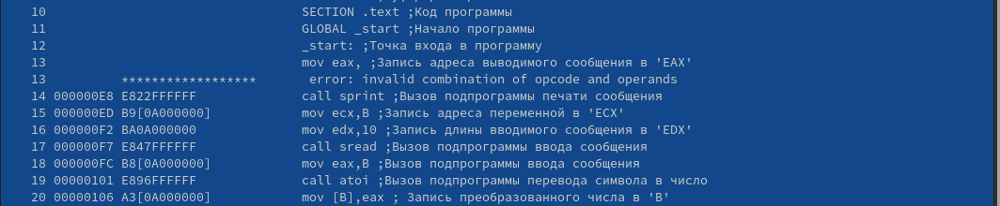 10 SECTION .text ;Код программы
11 GLOBAL _start ;Начало программы
12 _start: ;Точка входа в программу
13 mov eax, ;Запись адреса выводимого сообщения в 'EAX'
13 ****************** error: invalid combination of opcode and operands
14 000000E8 E822FFFFFF call sprint ;Вызов подпрограммы печати сообщения
15 000000ED B9[0A000000] mov ecx,B ;Запись адреса переменной в 'ECX'
16 000000F2 BA0A000000 mov edx,10 ;Запись длины вводимого сообщения в 'EDX'
17 000000F7 E847FFFFFF call sread ;Вызов подпрограммы ввода сообщения
18 000000FC B8[0A000000] mov eax,B ;Вызов подпрограммы ввода сообщения
19 00000101 E896FFFFFF call atoi ;Вызов подпрограммы перевода символа в число
20 00000106 A3[0A000000] mov [B],eax ; Запись преобразованного числа в 'B'